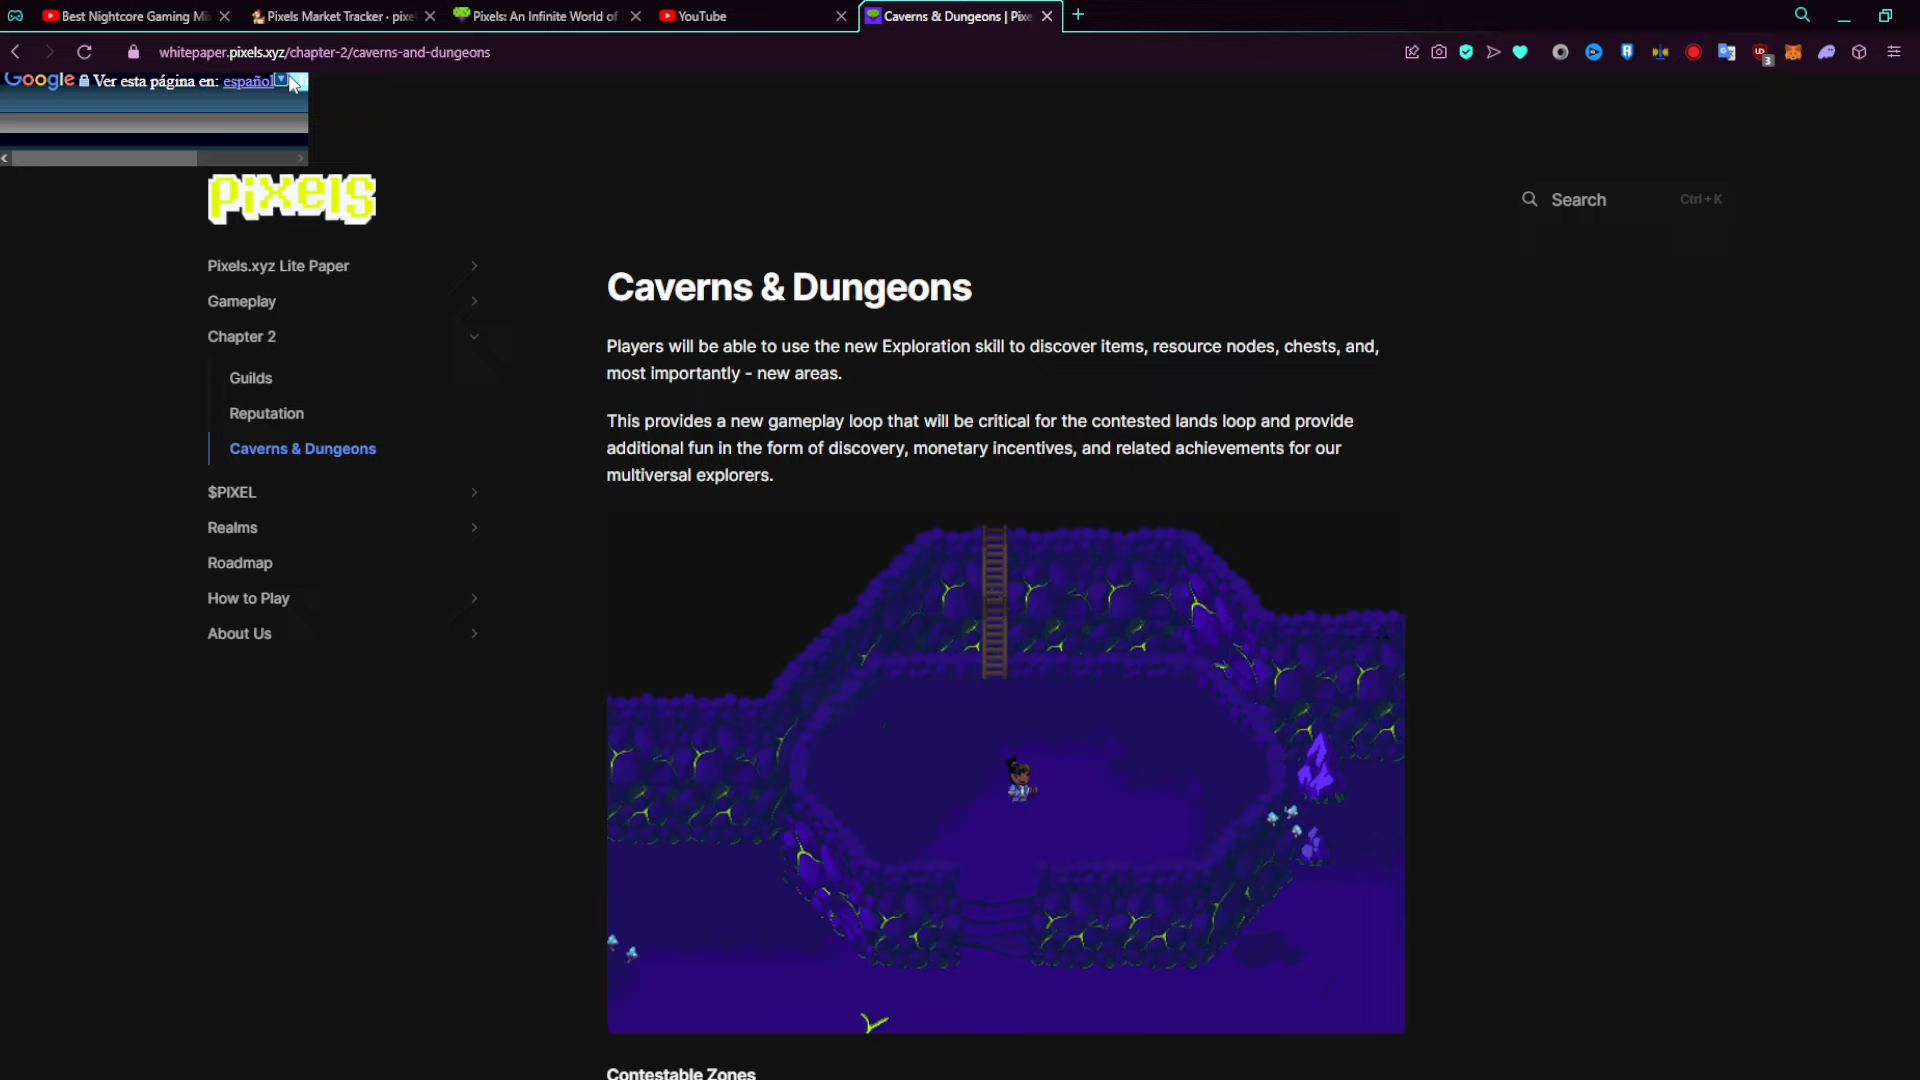 Best Nightcore Gaming Mi
Pixels Market Tracker · pixe
Pixels: An Infinite World of
YouTube
Caverns & Dungeons | Pixe
whitepaper.pixels.xyz/chapter-2/caverns-and-dungeons
3
Google Ver esta página en: español
pixels
Search
Ctrl + K
Pixels.xyz Lite Paper
Gameplay
Chapter 2
Guilds
Reputation
Caverns & Dungeons
$PIXEL
Realms
Roadmap
How to Play
About Us
Caverns & Dungeons
Players will be able to use the new Exploration skill to discover items, resource nodes, chests, and,
most importantly - new areas.
This provides a new gameplay loop that will be critical for the contested lands loop and provide
additional fun in the form of discovery, monetary incentives, and related achievements for our
multiversal explorers.
Contestable Zones